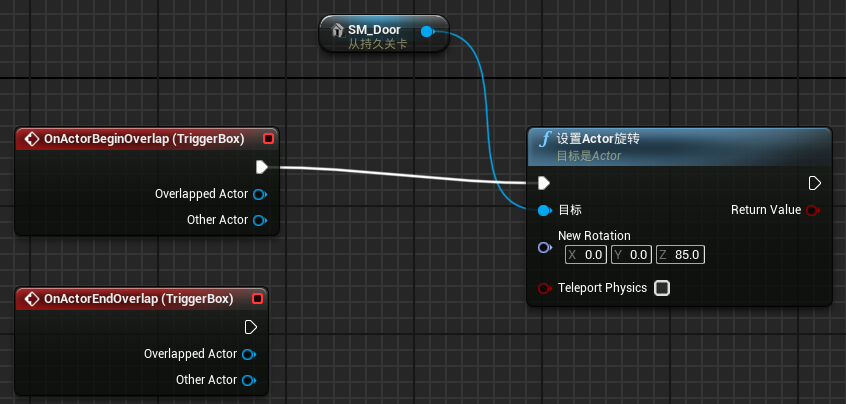 SM_Door
从持久关卡
OnActorBeginOverlap (TriggerBox)
Overlapped Actor
Other Actor
设置Actor旋转
目标是Actor
目标
Return Value
New Rotation
X 0.0 Y 0.0 Z 85.0
Teleport Physics
OnActorEndOverlap (TriggerBox)
Overlapped Actor
Other Actor